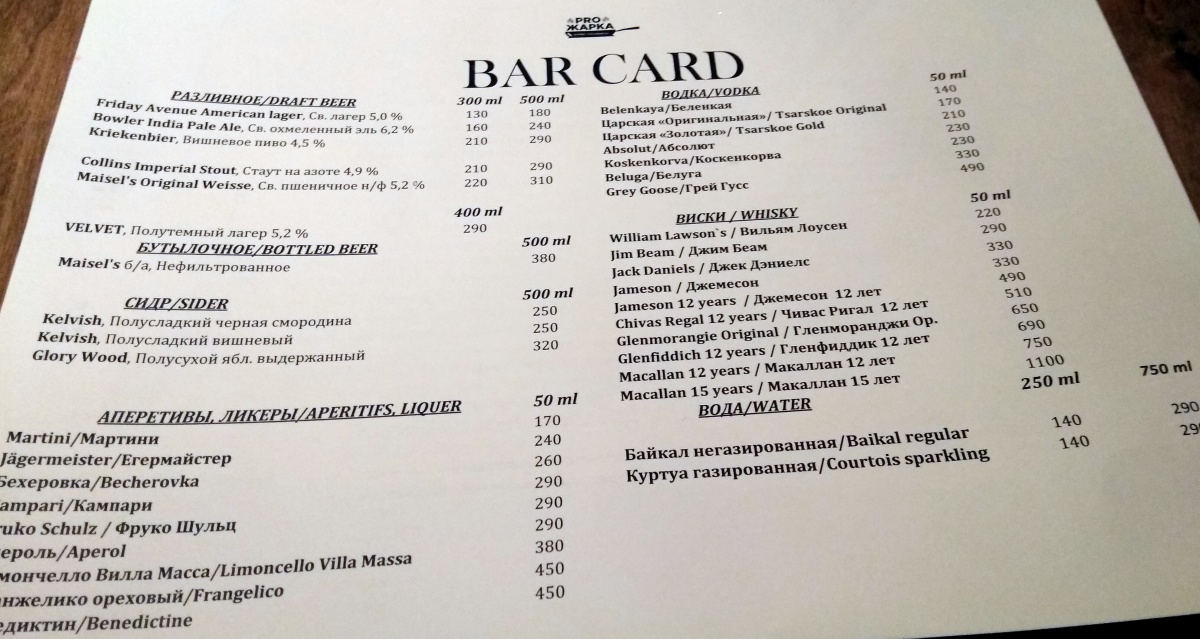 PRO
ЖАРКА
BAR CARD
РАЗЛИВНОЕ/DRAFT BEER 300 ml 500 ml
Friday Avenue American lager, Св. лагер 5,0 % 130 180
Bowler India Pale Ale, Св. охмеленный эль 6,2 % 160 240
Kriekenbier, Вишневое пиво 4,5 % 210 290
Collins Imperial Stout, Стаут на азоте 4,9 % 210 290
Maisel's Original Weisse, Св. пшеничное н/ф 5,2 % 220 310
400 ml
VELVET, Полутемный лагер 5,2 % 290
БУТЫЛОЧНОЕ/BOTTLED BEER 500 ml
Maisel's б/а, Нефильтрованное 380
СИДР/SIDER 500 ml
Kelvish, Полусладкий черная смородина 250
Kelvish, Полусладкий вишневый 250
Glory Wood, Полусухой ябл. выдержанный 320
АПЕРЕТИВЫ, ЛИКЕРЫ/APERITIFS, LIQUER 50 ml
Martini/Мартини 170
Jägermeister/Егермайстер 240
Бехеровка/Becherovka 260
ampari/Кампари 290
ruko Schulz / Фруко Шульц 290
ероль/Aperol 290
мончелло Вилла Масса/Limoncello Villa Massa 380
анжелико ореховый/Frangelico 450
едиктин/Benedictine 450
ВОДКА/VODKA 50 ml
Belenkaya/Беленкая 140
Царская «Оригинальная»/ Tsarskoe Original 170
Царская «Золотая»/ Tsarskoe Gold 210
Absolut/Абсолют 230
Koskenkorva/Коскенкорва 230
Beluga/Белуга 330
Grey Goose/Грей Гусс 490
ВИСКИ / WHISKY 50 ml
William Lawson`s / Вильям Лоусен 220
Jim Beam / Джим Беам 290
Jack Daniels / Джек Дэниелс 330
Jameson / Джемесон 330
Jameson 12 years / Джемесон 12 лет 490
Chivas Regal 12 years / Чивас Ригал 12 лет 510
Glenmorangie Original / Гленморанджи Ор. 650
Glenfiddich 12 years / Гленфиддик 12 лет 690
Macallan 12 years / Макаллан 12 лет 750
Macallan 15 years / Макаллан 15 лет 1100
ВОДА/WATER 250 ml 750 ml
Байкал негазированная/Baikal regular 140 290
Куртуа газированная/Courtois sparkling 140 29